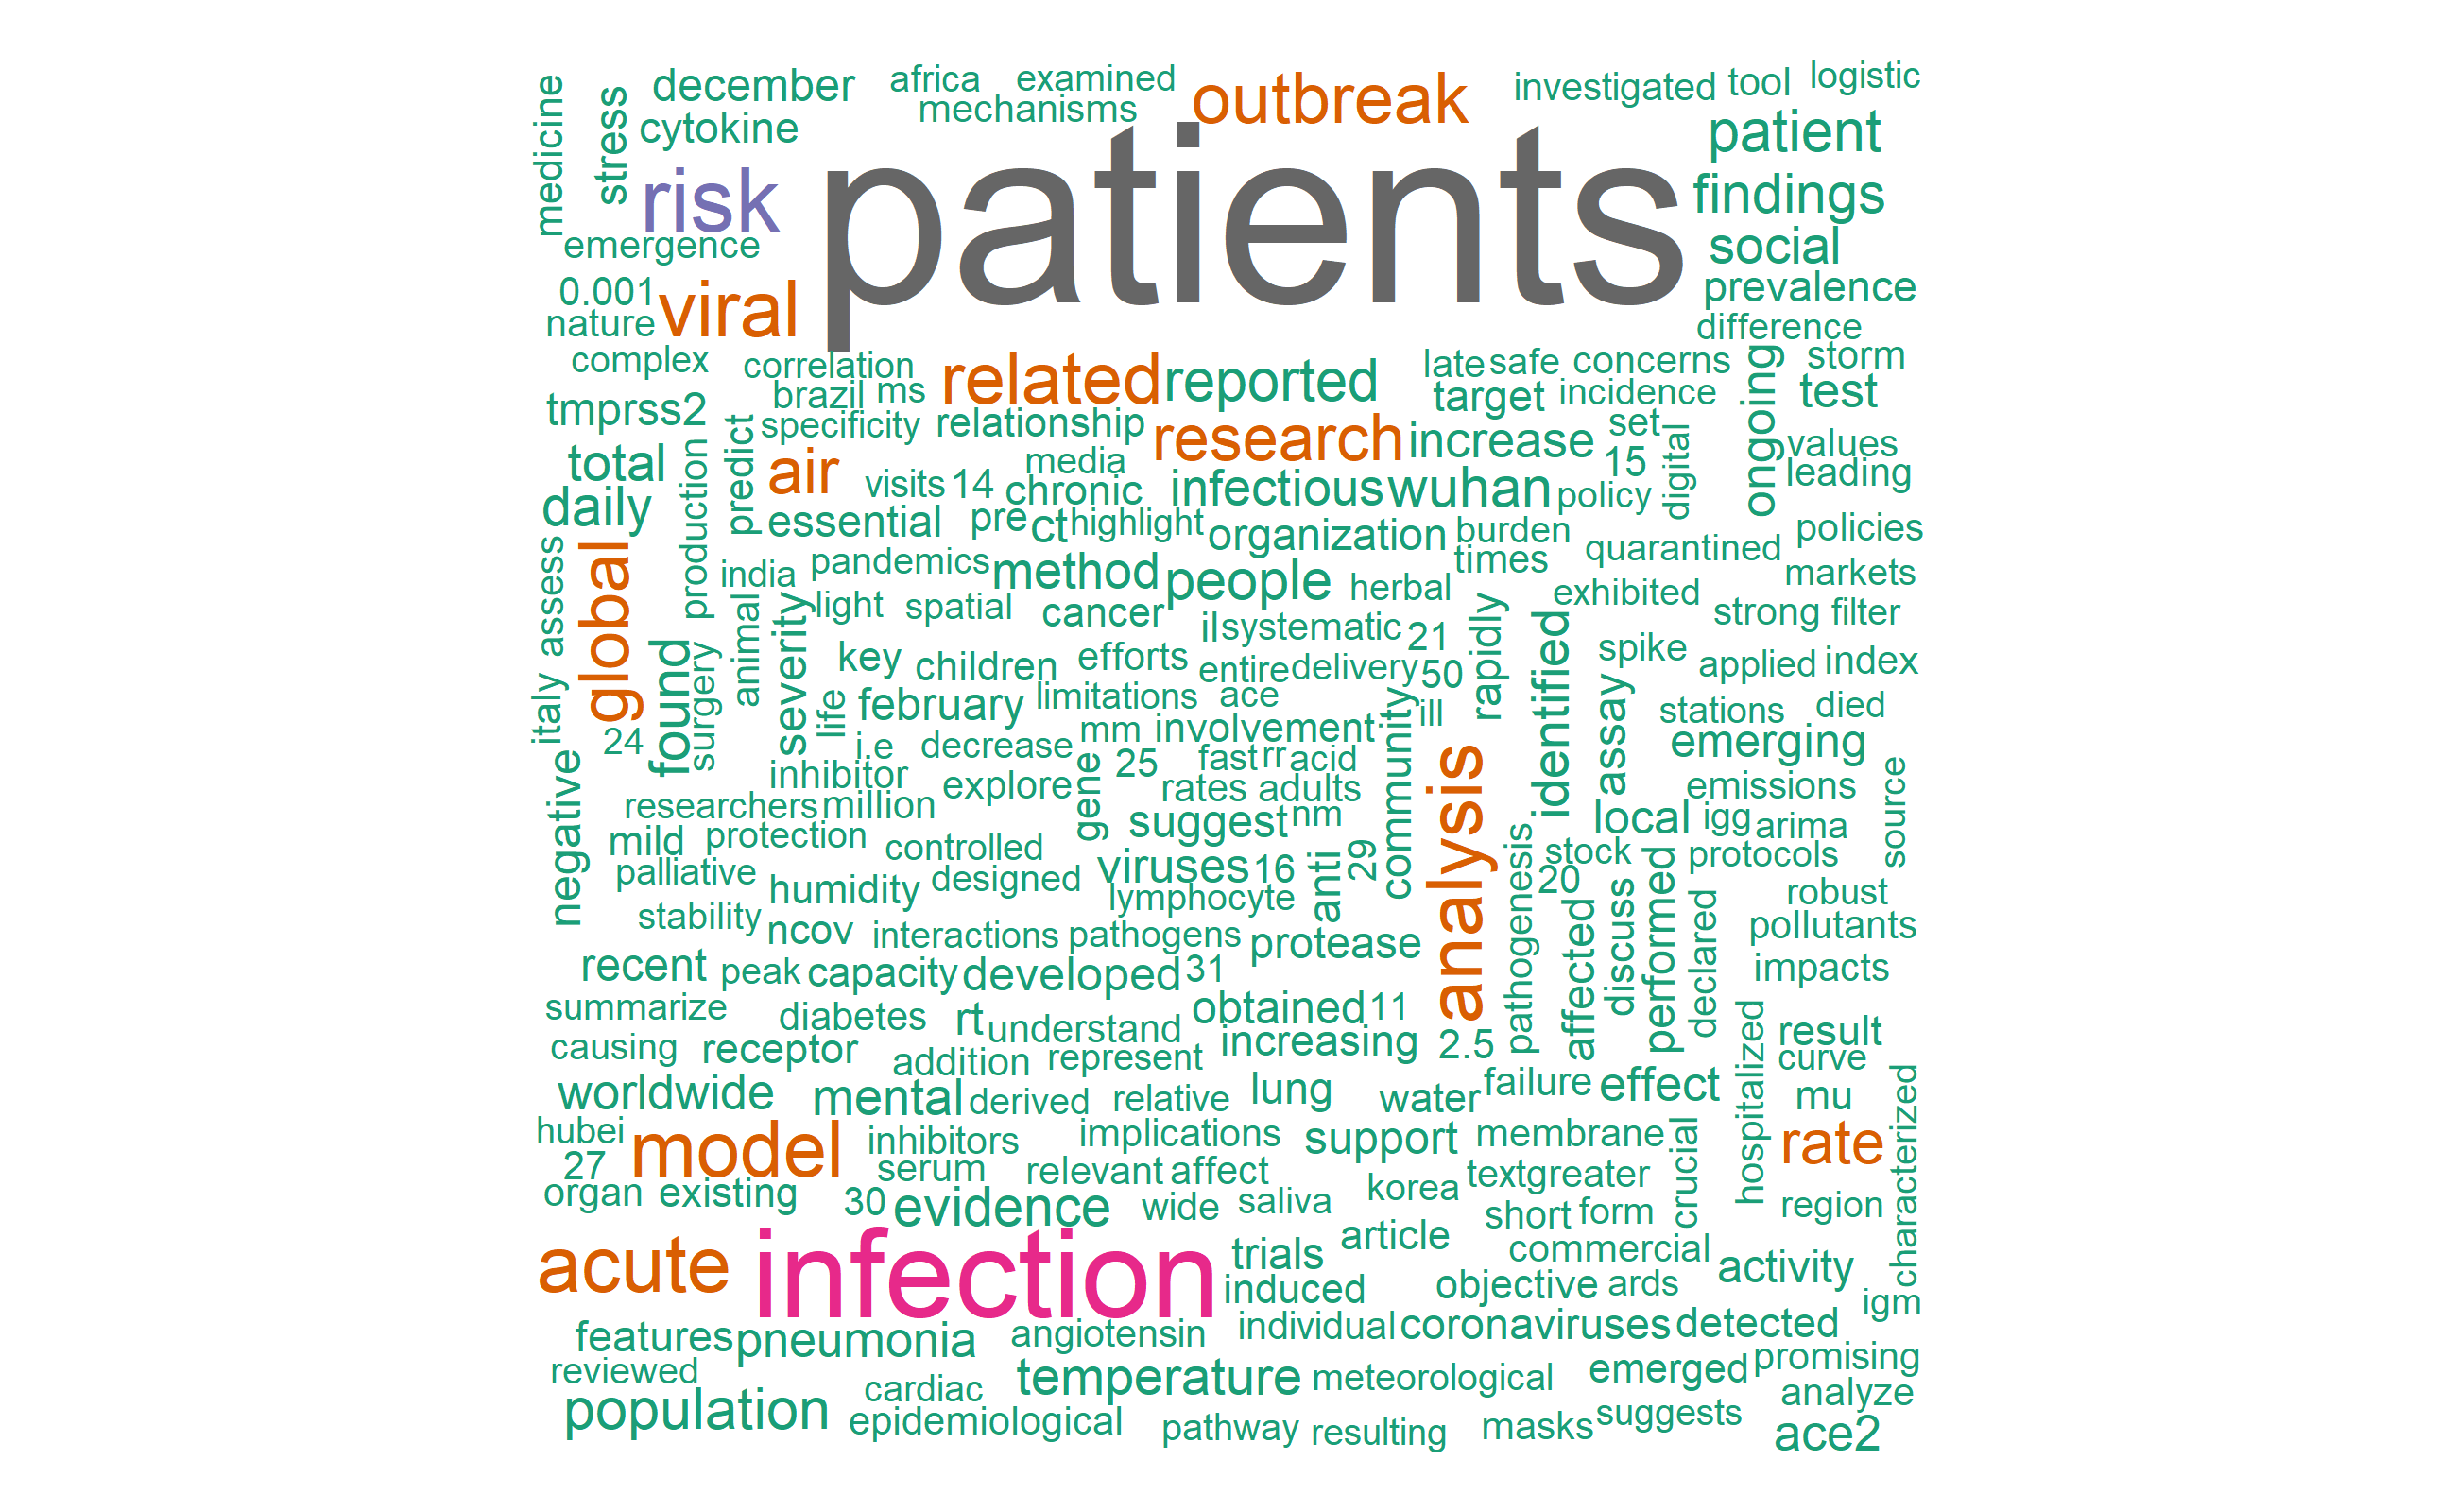 medicine
stress
december
africa
examined
outbreak
investigated
tool
logistic
cytokine
mechanisms
patients
patient
risk
findings
emergence
social
0.001
viral
prevalence
nature
difference
complex
correlation
related
reported
late
safe
concerns
ongoing
storm
tmprss2
brazil
ms
target
incidence
test
predict
specificity
relationship
research
increase
set
digital
values
total
production
air
media
15
leading
daily
visits
14
chronic
infectious
wuhan
policy
essential
pre
ct
highlight
organization
burden
policies
assess
global
india
pandemics
method
people
times
quarantined
markets
animal
severity
light
spatial
cancer
herbal
rapidly
exhibited
strong
filter
italy
found
surgery
il
systematic
21
identified
spike
key
children
efforts
entire
delivery
50
assay
applied
index
life
february
limitations
ace
community
ill
stations
died
24
i.e
decrease
mm
involvement
analysis
emerging
negative
inhibitor
explore
gene
25
fast
rr
acid
emissions
source
researchers
million
rates
adults
mild
protection
controlled
suggest
nm
local
igg
arima
palliative
humidity
designed
viruses
16
anti
29
pathogenesis
stock
protocols
stability
lymphocyte
20
discuss
performed
robust
ncov
interactions
pathogens
protease
affected
declared
pollutants
recent
peak
capacity
developed
31
impacts
summarize
diabetes
rt
understand
obtained
11
hospitalized
result
causing
receptor
addition
represent
increasing
2.5
curve
worldwide
mental
derived
relative
lung
water
failure
effect
mu
characterized
hubei
model
inhibitors
implications
support
membrane
crucial
rate
27
serum
relevant
affect
textgreater
organ
existing
30
evidence
wide
saliva
korea
short
form
region
acute
infection
trials
article
commercial
activity
induced
objective
ards
igm
features
pneumonia
angiotensin
individual
coronaviruses
detected
reviewed
cardiac
temperature
meteorological
emerged
promising
population
epidemiological
pathway
resulting
masks
suggests
analyze
ace2